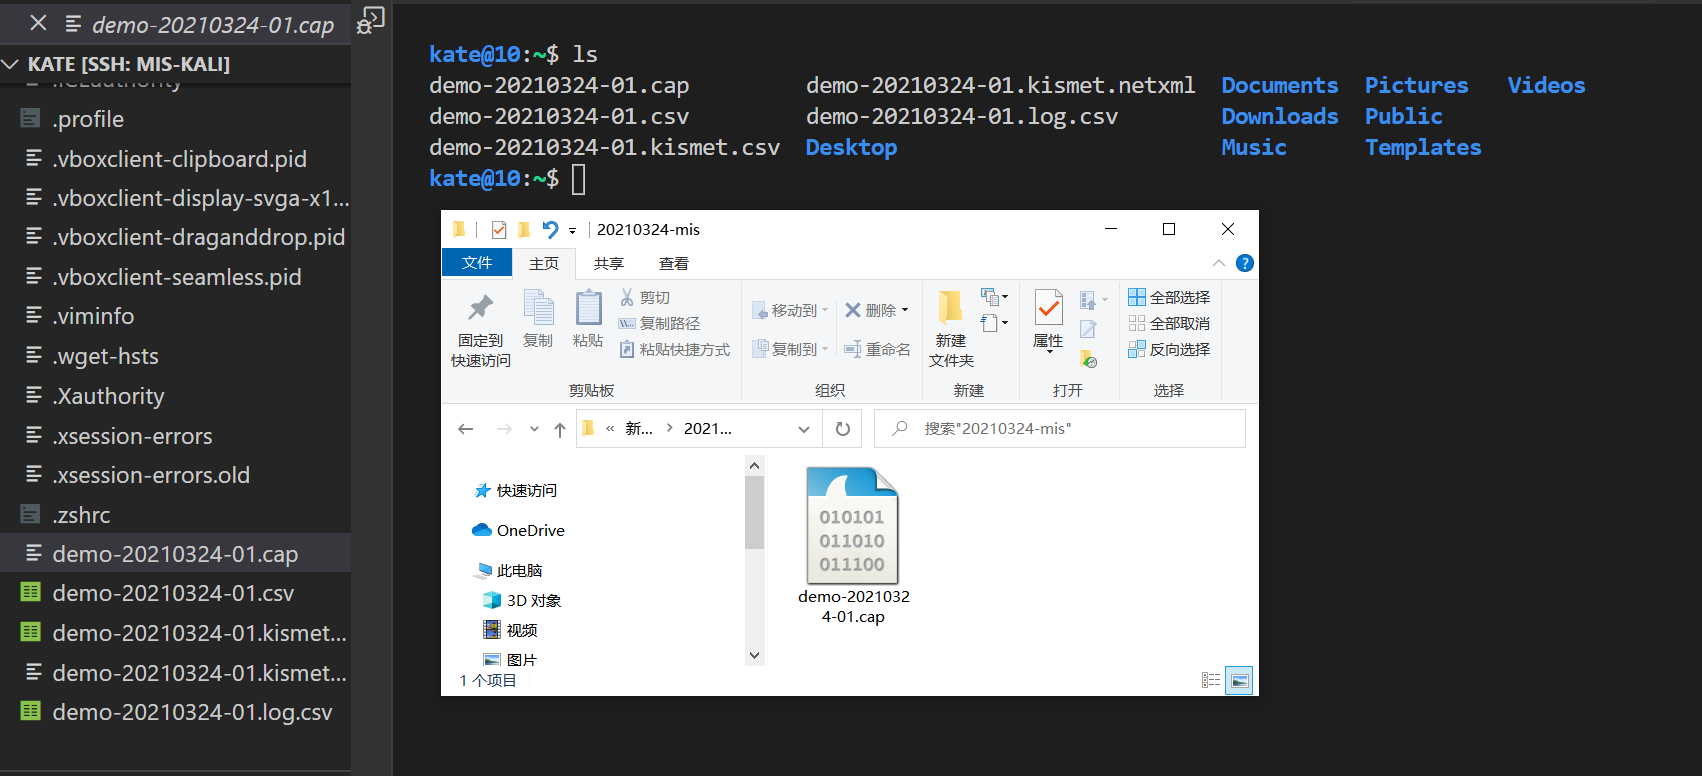 demo-20210324-01.cap
KATE [SSH: MIS-KALI]
.ICEauthority
.profile
.vboxclient-clipboard.pid
.vboxclient-display-svga-x1...
.vboxclient-draganddrop.pid
.vboxclient-seamless.pid
.viminfo
.wget-hsts
.Xauthority
.xsession-errors
.xsession-errors.old
.zshrc
demo-20210324-01.cap
demo-20210324-01.csv
demo-20210324-01.kismet...
demo-20210324-01.kismet...
demo-20210324-01.log.csv
kate@10:~$ ls
demo-20210324-01.cap demo-20210324-01.kismet.netxml Documents Pictures Videos
demo-20210324-01.csv demo-20210324-01.log.csv Downloads Public
demo-20210324-01.kismet.csv Desktop Music Templates
kate@10:~$
20210324-mis
文件 主页 共享 查看
固定到
快速访问
复制
粘贴
剪切
复制路径
粘贴快捷方式
剪贴板
移动到
复制到
删除
重命名
组织
新建
文件夹
新建
属性
打开
全部选择
全部取消
反向选择
选择
« 新... › 2021...
搜索"20210324-mis"
快速访问
OneDrive
此电脑
3D 对象
视频
图片
010101
011010
011100
demo-2021032
4-01.cap
1 个项目